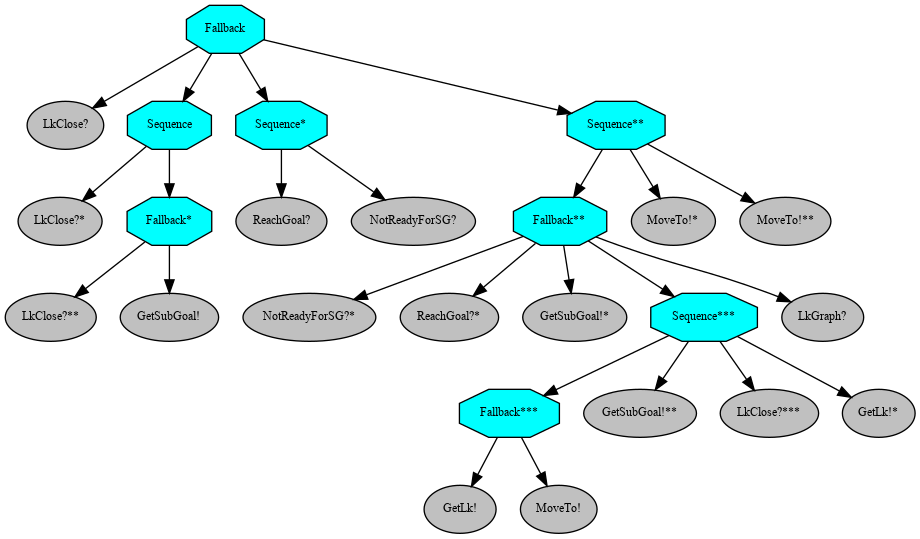 Fallback
LkClose?
Sequence
Sequence*
Sequence**
LkClose?*
Fallback*
ReachGoal?
NotReadyForSG?
Fallback**
MoveTo!*
MoveTo!**
LkClose?**
GetSubGoal!
NotReadyForSG?*
ReachGoal?*
GetSubGoal!*
Sequence***
LkGraph?
Fallback***
GetSubGoal!**
LkClose?***
GetLk!*
GetLk!
MoveTo!